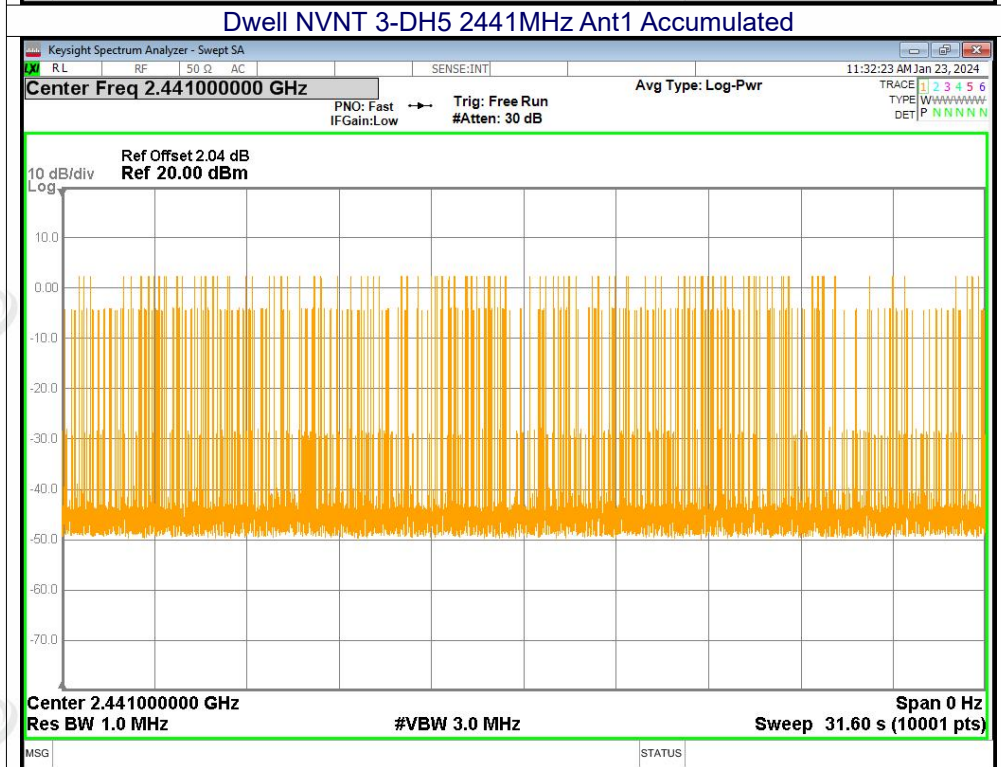 Dwell NVNT 3-DH5 2441MHz Ant1 Accumulated
Keysight Spectrum Analyzer - Swept SA
LXI RL RF 50 Ω AC SENSE:INT 11:32:23 AM Jan 23, 2024
Center Freq 2.441000000 GHz Avg Type: Log-Pwr TRACE 1 2 3 4 5 6
PNO: Fast Trig: Free Run TYPE WWWWWWW
IFGain:Low #Atten: 30 dB DET P N N N N N
Ref Offset 2.04 dB
10 dB/div Ref 20.00 dBm
Log
10.0
0.00
-10.0
-20.0
-30.0
-40.0
-50.0
-60.0
-70.0
Center 2.441000000 GHz Span 0 Hz
Res BW 1.0 MHz #VBW 3.0 MHz Sweep 31.60 s (10001 pts)
MSG STATUS